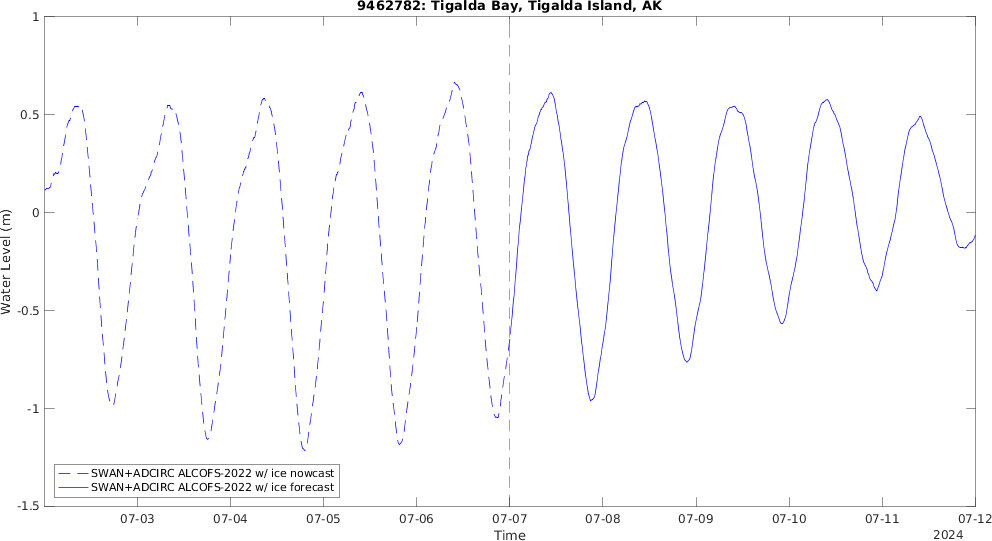 9462782: Tigalda Bay, Tigalda Island, AK
1
0.5
0
-0.5
-1
-1.5
Water Level (m)
SWAN+ADCIRC ALCOFS-2022 w/ ice nowcast
SWAN+ADCIRC ALCOFS-2022 w/ ice forecast
07-03 07-04 07-05 07-06 07-07 07-08 07-09 07-10 07-11 07-12
Time
2024